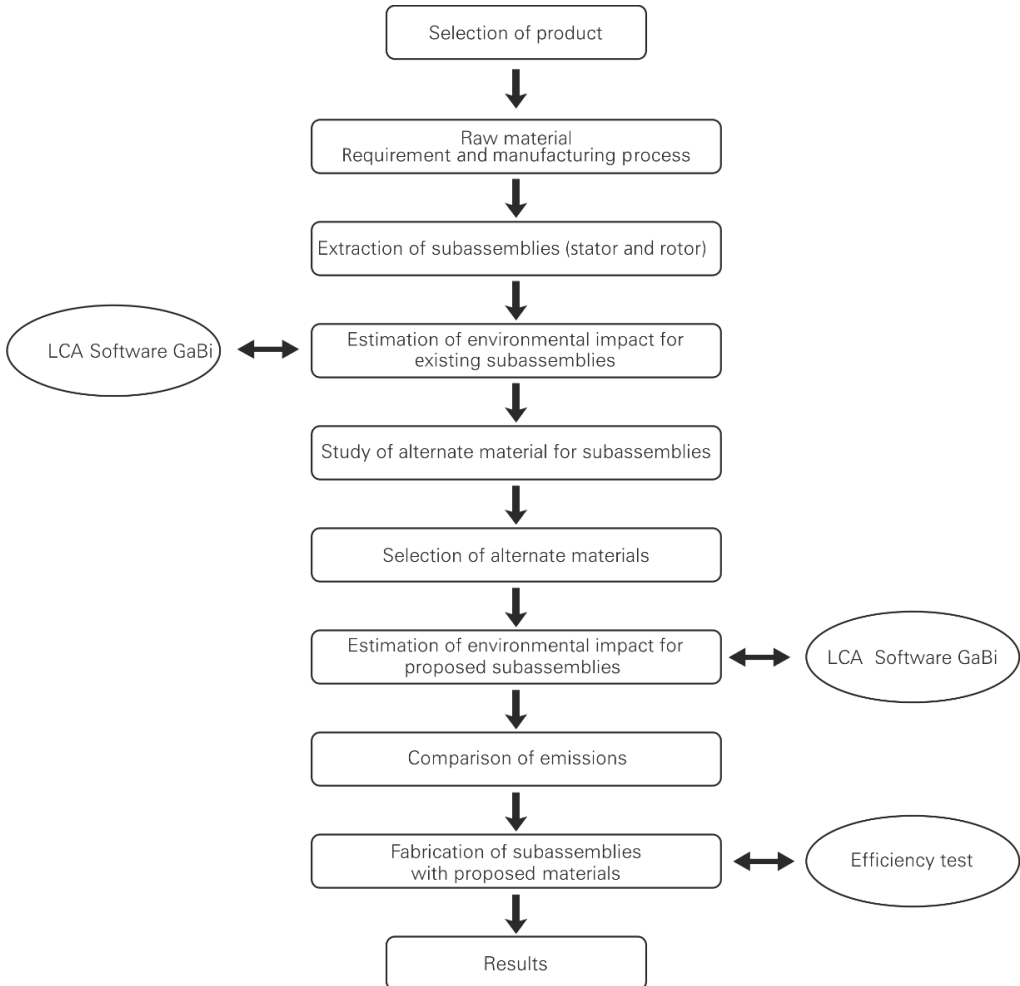 Selection of product
Raw material
Requirement and manufacturing process
Extraction of subassemblies (stator and rotor)
Estimation of environmental impact for
existing subassemblies
LCA Software GaBi
Study of alternate material for subassemblies
Selection of alternate materials
Estimation of environmental impact for
proposed subassemblies
LCA Software GaBi
Comparison of emissions
Fabrication of subassemblies
with proposed materials
Efficiency test
Results